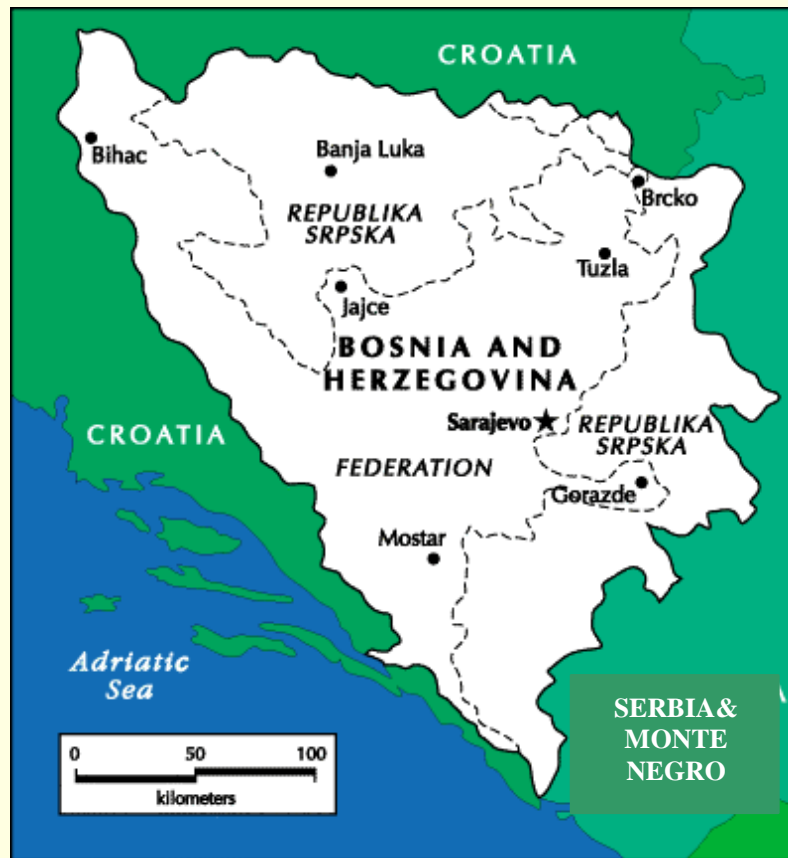 CROATIA
Bihac
Banja Luka
Brcko
REPUBLIKA
SRPSKA
Tuzla
Jajce
BOSNIA AND
HERZEGOVINA
Sarajevo
REPUBLIKA
SRPSKA
CROATIA
FEDERATION
Gorazde
Mostar
Adriatic
Sea
SERBIA&
MONTE
NEGRO
A
0 50 100
kilometers